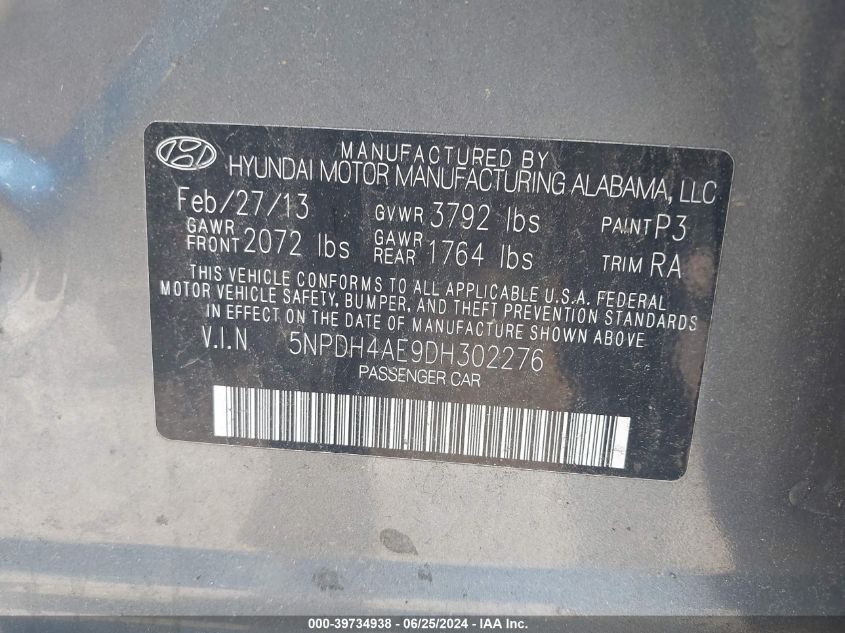 MANUFACTURED BY
HYUNDAI MOTOR MANUFACTURING ALABAMA, LLC
Feb/27/13 GVWR 3792 lbs PAINT P3
GAWR FRONT 2072 lbs GAWR REAR 1764 lbs TRIM RA
THIS VEHICLE CONFORMS TO ALL APPLICABLE U.S.A. FEDERAL
MOTOR VEHICLE SAFETY, BUMPER, AND THEFT PREVENTION STANDARDS
IN EFFECT ON THE DATE OF MANUFACTURE SHOWN ABOVE.
V.I.N 5NPDH4AE9DH302276
PASSENGER CAR
000-39734938 - 06/25/2024 - IAA Inc.